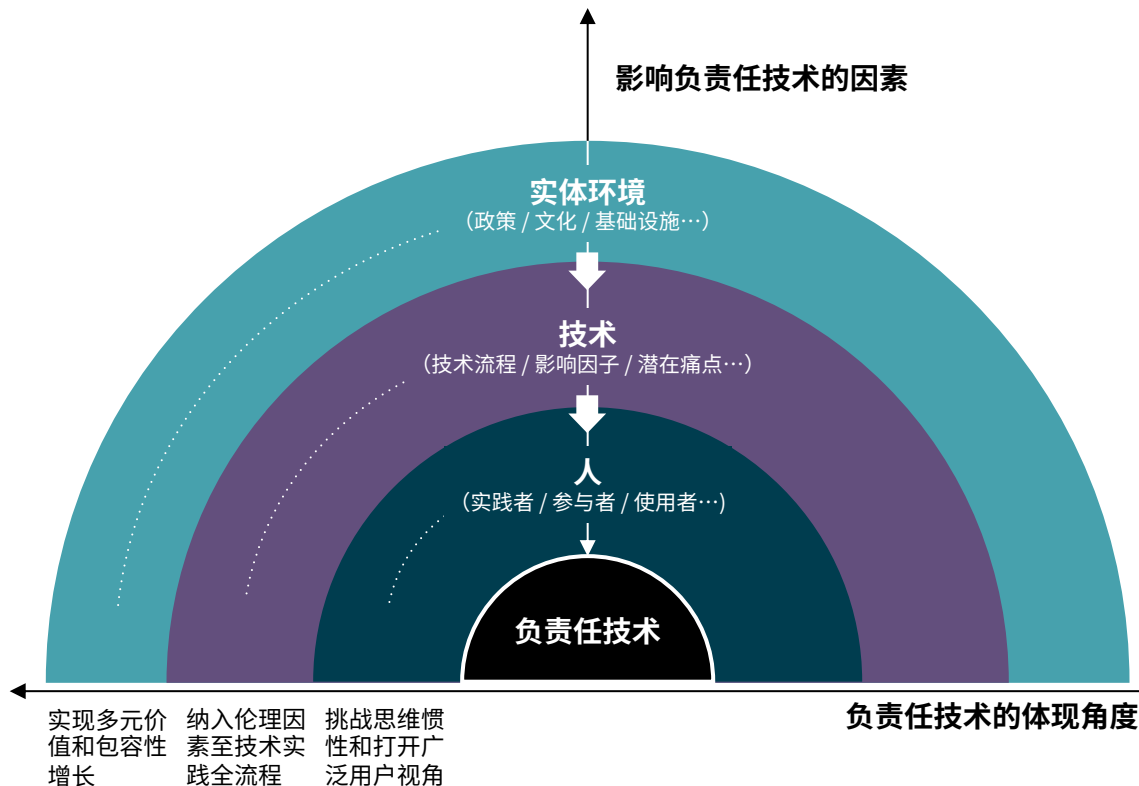 影响负责任技术的因素
实体环境
（政策 / 文化 / 基础设施…）
技术
（技术流程 / 影响因子 / 潜在痛点…）
人
（实践者 / 参与者 / 使用者…)
负责任技术
负责任技术的体现角度
实现多元价
值和包容性
增长
纳入伦理因
素至技术实
践全流程
挑战思维惯
性和打开广
泛用户视角